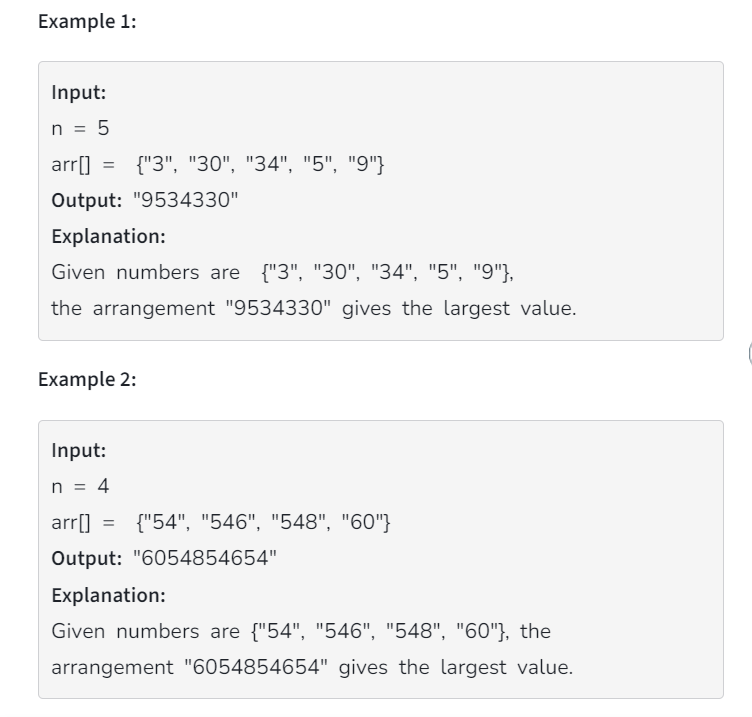 Example 1:
Input:
n = 5
arr[] = {"3", "30", "34", "5", "9"}
Output: "9534330"
Explanation:
Given numbers are {"3", "30", "34", "5", "9"},
the arrangement "9534330" gives the largest value.
Example 2:
Input:
n = 4
arr[] = {"54", "546", "548", "60"}
Output: "6054854654"
Explanation:
Given numbers are {"54", "546", "548", "60"}, the
arrangement "6054854654" gives the largest value.